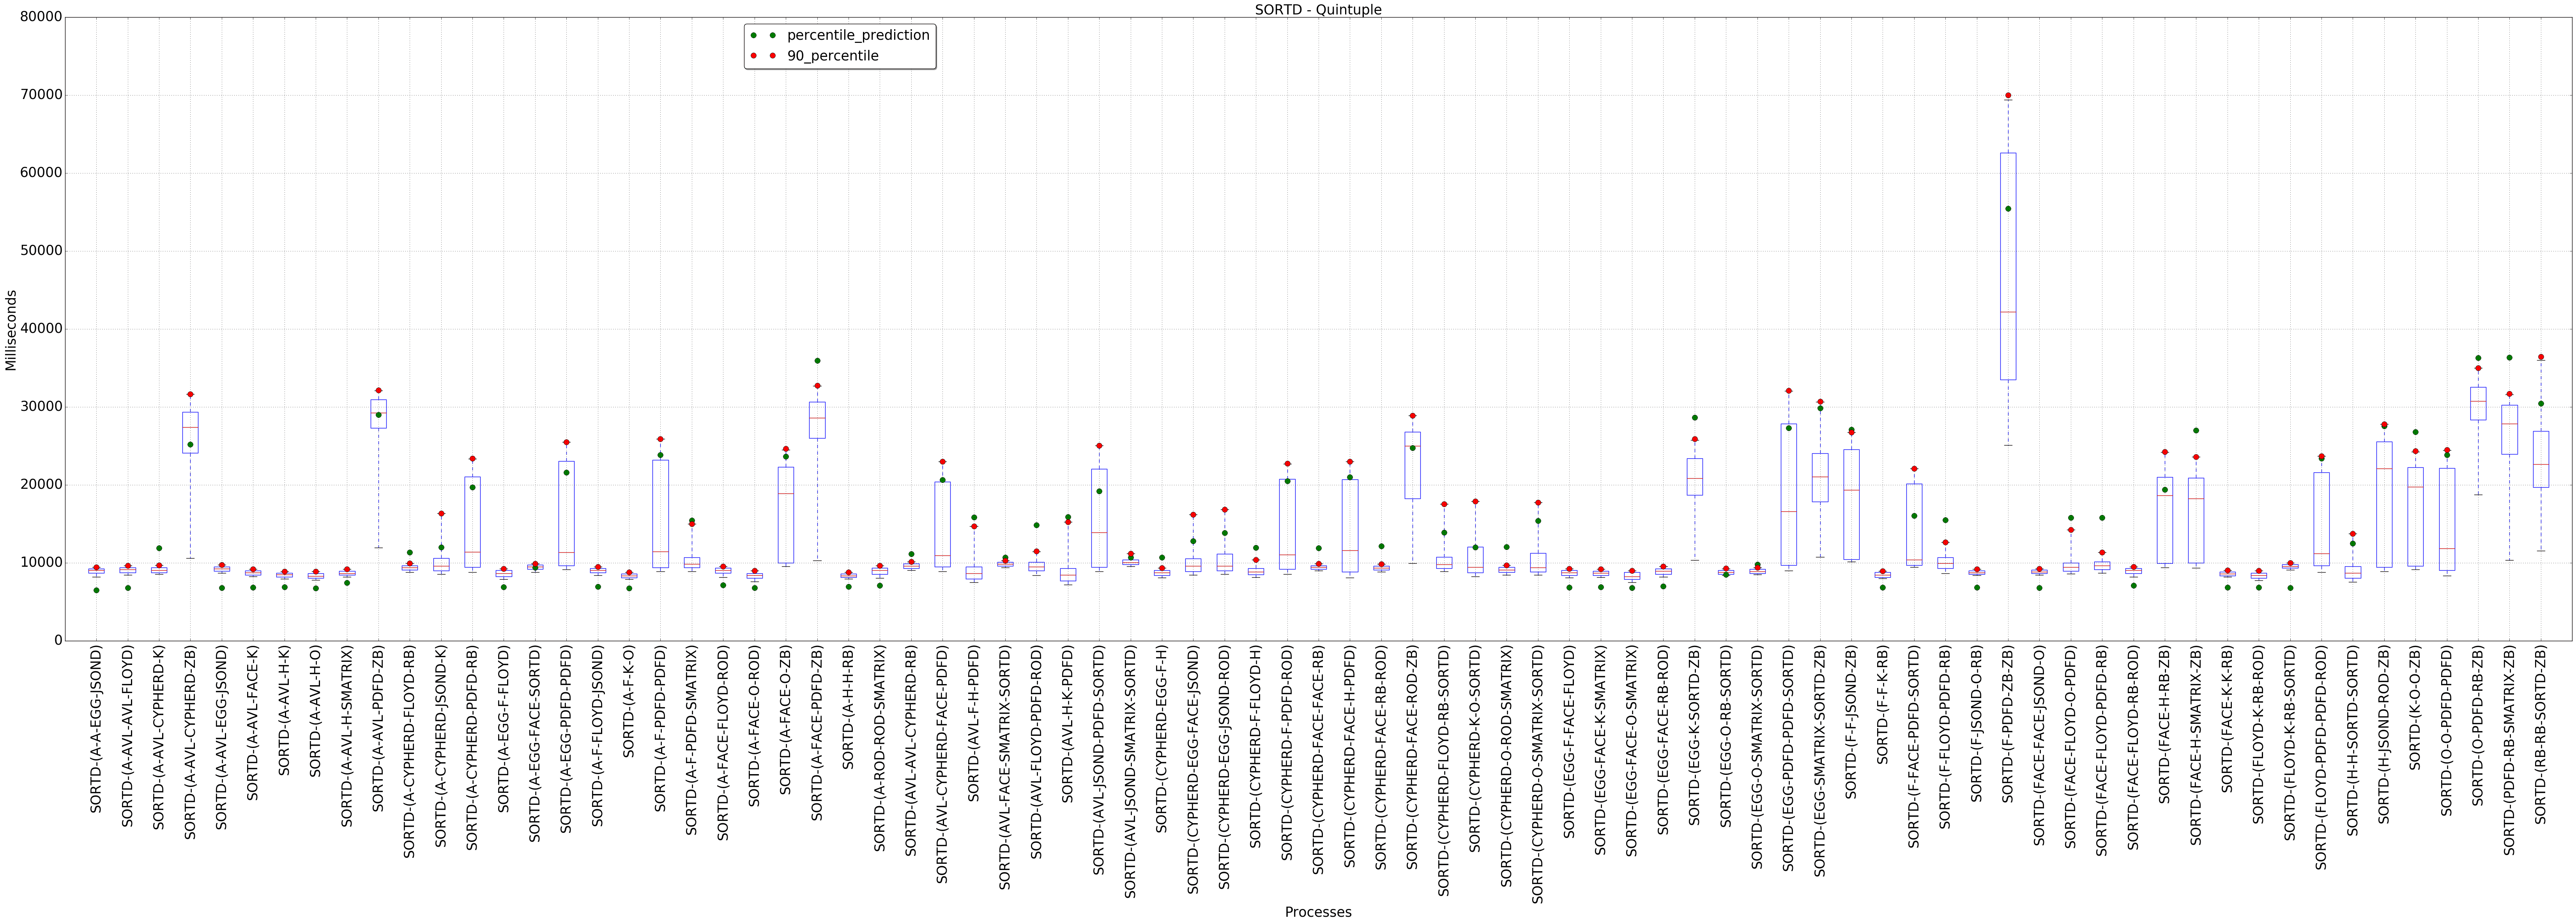 SORTD - Quintuple
percentile_prediction
90_percentile
80000
70000
60000
50000
40000
30000
20000
10000
0
Milliseconds
SORTD-(A-A-EGG-JSOND)
SORTD-(A-AVL-AVL-FLOYD)
SORTD-(A-AVL-CYPHERD-K)
SORTD-(A-AVL-CYPHERD-ZB)
SORTD-(A-AVL-EGG-JSOND)
SORTD-(A-AVL-FACE-K)
SORTD-(A-AVL-H-K)
SORTD-(A-AVL-H-O)
SORTD-(A-AVL-H-SMATRIX)
SORTD-(A-AVL-PDFD-ZB)
SORTD-(A-CYPHERD-FLOYD-RB)
SORTD-(A-CYPHERD-JSOND-K)
SORTD-(A-CYPHERD-PDFD-RB)
SORTD-(A-EGG-F-FLOYD)
SORTD-(A-EGG-FACE-SORTD)
SORTD-(A-EGG-PDFD-PDFD)
SORTD-(A-F-FLOYD-JSOND)
SORTD-(A-F-K-O)
SORTD-(A-F-PDFD-PDFD)
SORTD-(A-F-PDFD-SMATRIX)
SORTD-(A-FACE-FLOYD-ROD)
SORTD-(A-FACE-O-ROD)
SORTD-(A-FACE-O-ZB)
SORTD-(A-FACE-PDFD-ZB)
SORTD-(A-H-H-RB)
SORTD-(A-ROD-ROD-SMATRIX)
SORTD-(AVL-AVL-CYPHERD-RB)
SORTD-(AVL-CYPHERD-FACE-PDFD)
SORTD-(AVL-F-H-PDFD)
SORTD-(AVL-FACE-SMATRIX-SORTD)
SORTD-(AVL-FLOYD-PDFD-ROD)
SORTD-(AVL-H-K-PDFD)
SORTD-(AVL-JSOND-PDFD-SORTD)
SORTD-(AVL-JSOND-SMATRIX-SORTD)
SORTD-(CYPHERD-EGG-F-H)
SORTD-(CYPHERD-EGG-FACE-JSOND)
SORTD-(CYPHERD-EGG-JSOND-ROD)
SORTD-(CYPHERD-F-FLOYD-H)
SORTD-(CYPHERD-F-PDFD-ROD)
SORTD-(CYPHERD-FACE-FACE-RB)
SORTD-(CYPHERD-FACE-H-PDFD)
SORTD-(CYPHERD-FACE-RB-ROD)
SORTD-(CYPHERD-FACE-ROD-ZB)
SORTD-(CYPHERD-FLOYD-RB-SORTD)
SORTD-(CYPHERD-K-O-SORTD)
SORTD-(CYPHERD-O-ROD-SMATRIX)
SORTD-(CYPHERD-O-SMATRIX-SORTD)
SORTD-(EGG-F-FACE-FLOYD)
SORTD-(EGG-FACE-K-SMATRIX)
SORTD-(EGG-FACE-O-SMATRIX)
SORTD-(EGG-FACE-RB-ROD)
SORTD-(EGG-K-SORTD-ZB)
SORTD-(EGG-O-RB-SORTD)
SORTD-(EGG-O-SMATRIX-SORTD)
SORTD-(EGG-PDFD-PDFD-SORTD)
SORTD-(EGG-SMATRIX-SORTD-ZB)
SORTD-(F-F-JSOND-ZB)
SORTD-(F-F-K-RB)
SORTD-(F-FACE-PDFD-SORTD)
SORTD-(F-FLOYD-PDFD-RB)
SORTD-(F-JSOND-O-RB)
SORTD-(F-PDFD-ZB-ZB)
SORTD-(FACE-FACE-JSOND-O)
SORTD-(FACE-FLOYD-O-PDFD)
SORTD-(FACE-FLOYD-PDFD-RB)
SORTD-(FACE-FLOYD-RB-ROD)
SORTD-(FACE-H-RB-ZB)
SORTD-(FACE-H-SMATRIX-ZB)
SORTD-(FACE-K-K-RB)
SORTD-(FLOYD-K-RB-ROD)
SORTD-(FLOYD-K-RB-SORTD)
SORTD-(FLOYD-PDFD-PDFD-ROD)
SORTD-(H-H-SORTD-SORTD)
SORTD-(H-JSOND-ROD-ZB)
SORTD-(K-O-O-ZB)
SORTD-(O-O-PDFD-PDFD)
SORTD-(O-PDFD-RB-ZB)
SORTD-(PDFD-RB-SMATRIX-ZB)
SORTD-(RB-RB-SORTD-ZB)
Processes